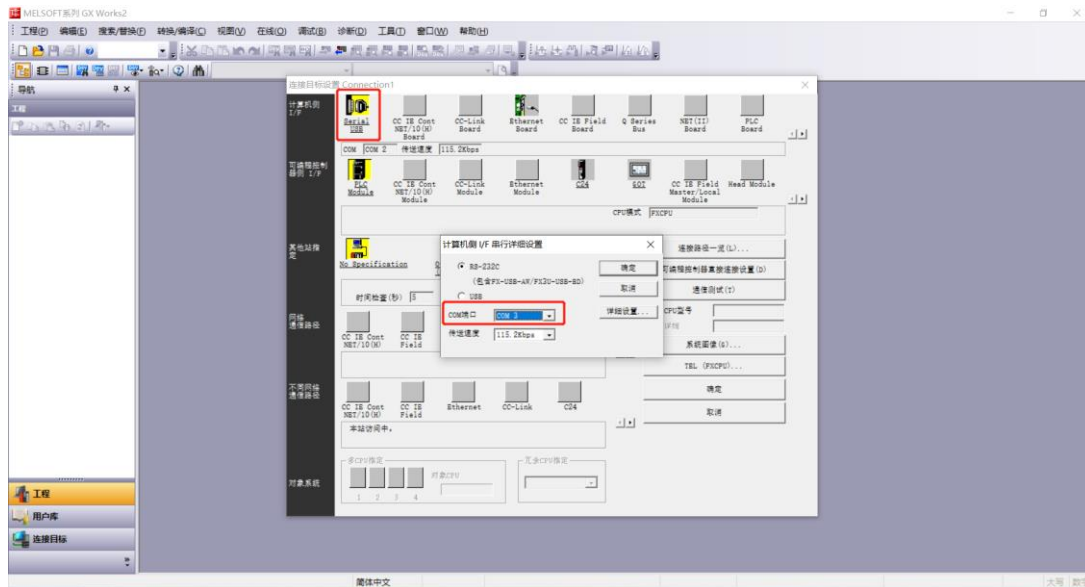 MELSOFT系列 GX Works2
工程(P) 编辑(E) 搜索/替换(F) 转换/编译(C) 视图(V) 在线(O) 调试(B) 诊断(D) 工具(T) 窗口(W) 帮助(H)
导航
工程
连接目标设置 Connection1
计算机侧 I/F
Serial USB
CC IE Cont NET/10(H) Board
CC-Link Board
Ethernet Board
CC IE Field Board
Q Series Bus
NET(II) Board
PLC Board
COM COM 2 传送速度 115.2Kbps
可编程控制器侧 I/F
PLC Module
CC IE Cont NET/10(H) Module
CC-Link Module
Ethernet Module
C24
GOT
CC IE Field Master/Local Module
Head Module
CPU模式 FXCPU
其他站指定
No Specification
时间检查(秒) 5
计算机侧 I/F 串行详细设置
RS-232C
(包含FX-USB-AW/FX3U-USB-BD)
USB
COM端口 COM 3
传送速度 115.2Kbps
确定
取消
详细设置...
连接路径一览(L)...
可编程控制器直接连接设置(D)
通信测试(T)
CPU型号
详细
系统图像(G)...
TEL (FXCPU)...
确定
取消
网络通信路径
CC IE Cont NET/10(H)
CC IE Field
不同网络通信路径
CC IE Cont NET/10(H)
CC IE Field
Ethernet
CC-Link
C24
本站访问中。
对象系统
多CPU指定
1 2 3 4
对象CPU
冗余CPU指定
工程
用户库
连接目标
简体中文
大写